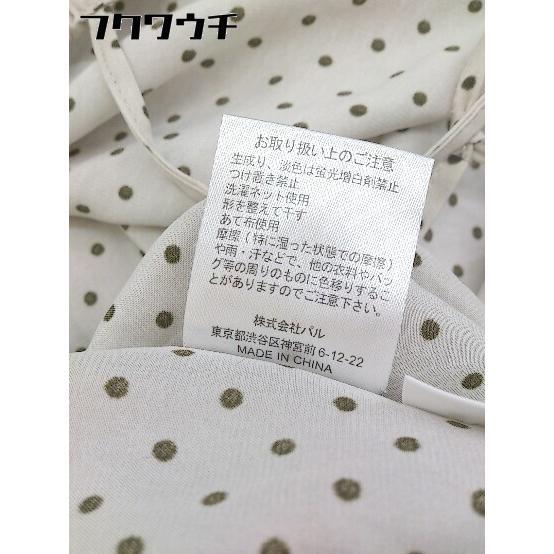 フクウウチ
お取り扱い上のご注意
生成り、淡色は蛍光増白剤禁止
つけ置き禁止
洗濯ネット使用
形を整えて干す
あて布使用
摩擦（特に湿った状態での摩擦）
や雨・汗などで、他の衣料やバッ
グ等の周りのものに色移りするこ
とがありますのでご注意下さい。
株式会社パル
東京都渋谷区神宮前6-12-22
MADE IN CHINA